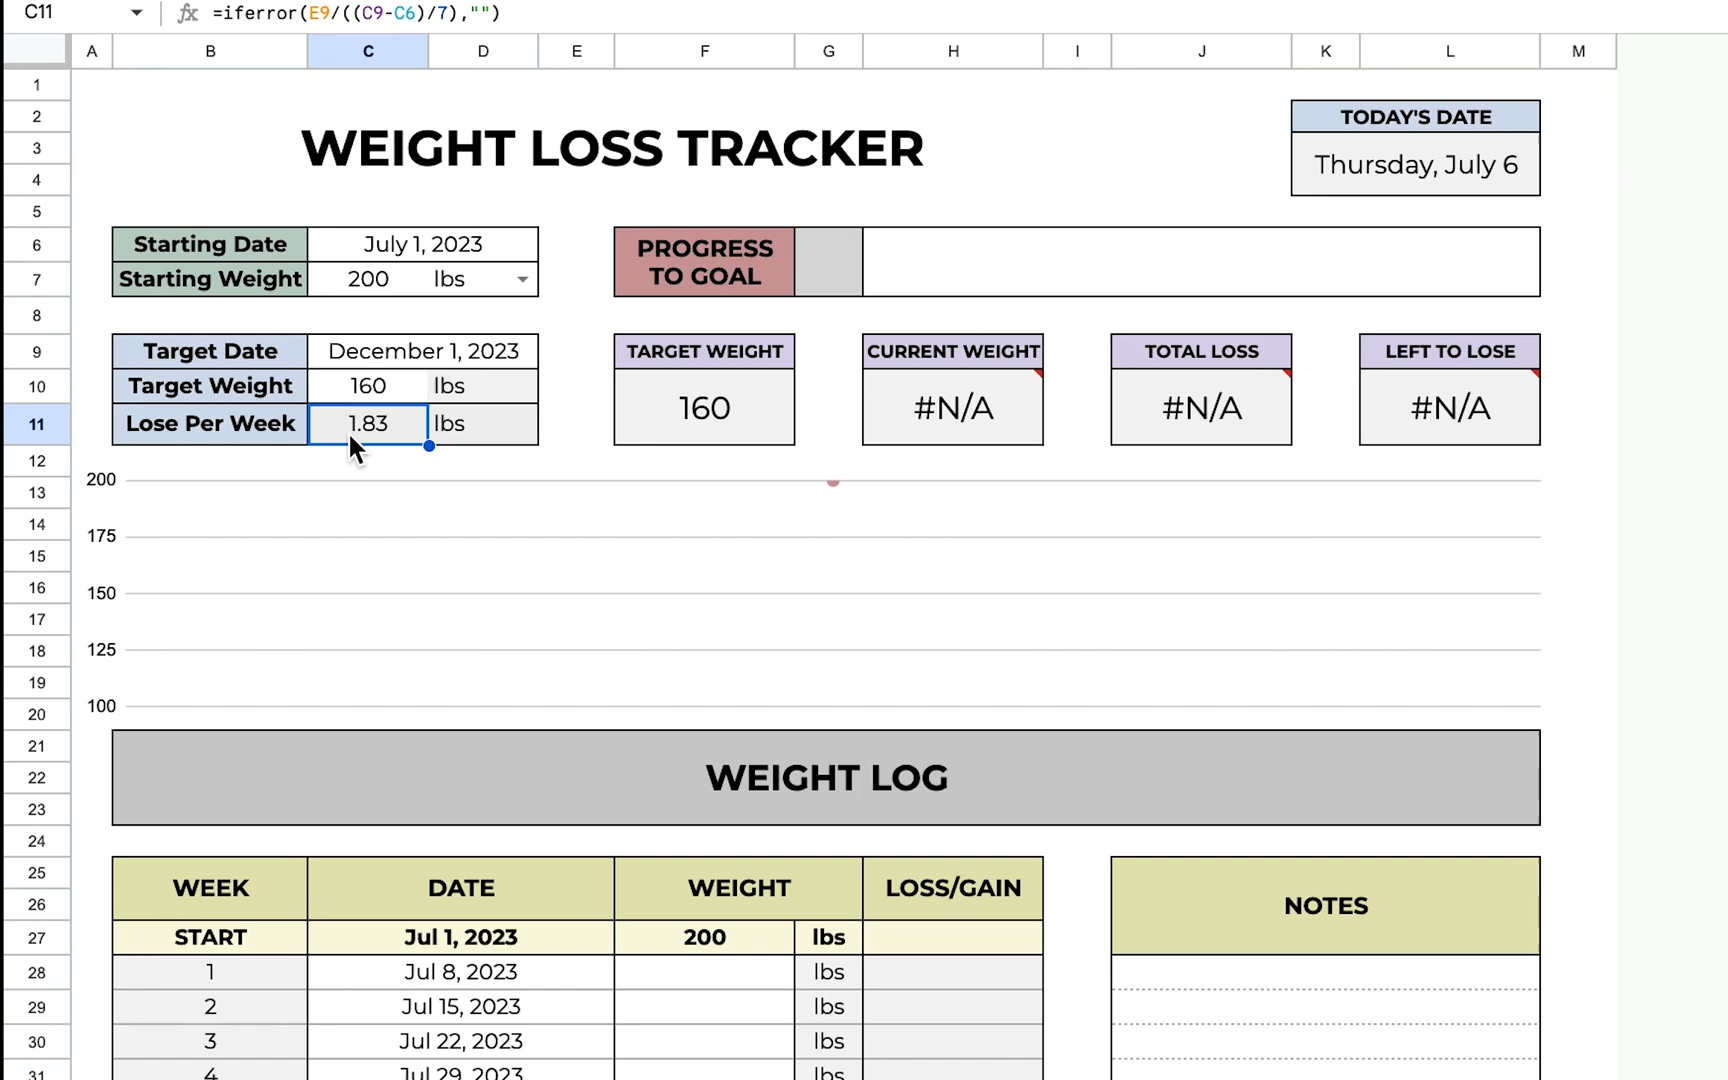 C11 fx =iferror(E9/((C9-C6)/7),"")
A B C D E F G H I J K L M
1
2 TODAY'S DATE
3 WEIGHT LOSS TRACKER
4 Thursday, July 6
5
6 Starting Date July 1, 2023 PROGRESS
7 Starting Weight 200 lbs TO GOAL
8
9 Target Date December 1, 2023 TARGET WEIGHT CURRENT WEIGHT TOTAL LOSS LEFT TO LOSE
10 Target Weight 160 lbs 160 #N/A #N/A #N/A
11 Lose Per Week 1.83 lbs
12
200
13
14
175
15
16
150
17
18
125
19
20
100
21
22 WEIGHT LOG
23
24
25 WEEK DATE WEIGHT LOSS/GAIN
26 NOTES
27 START Jul 1, 2023 200 lbs
28 1 Jul 8, 2023 lbs
29 2 Jul 15, 2023 lbs
30 3 Jul 22, 2023 lbs
31 4 Jul 29, 2023 lbs